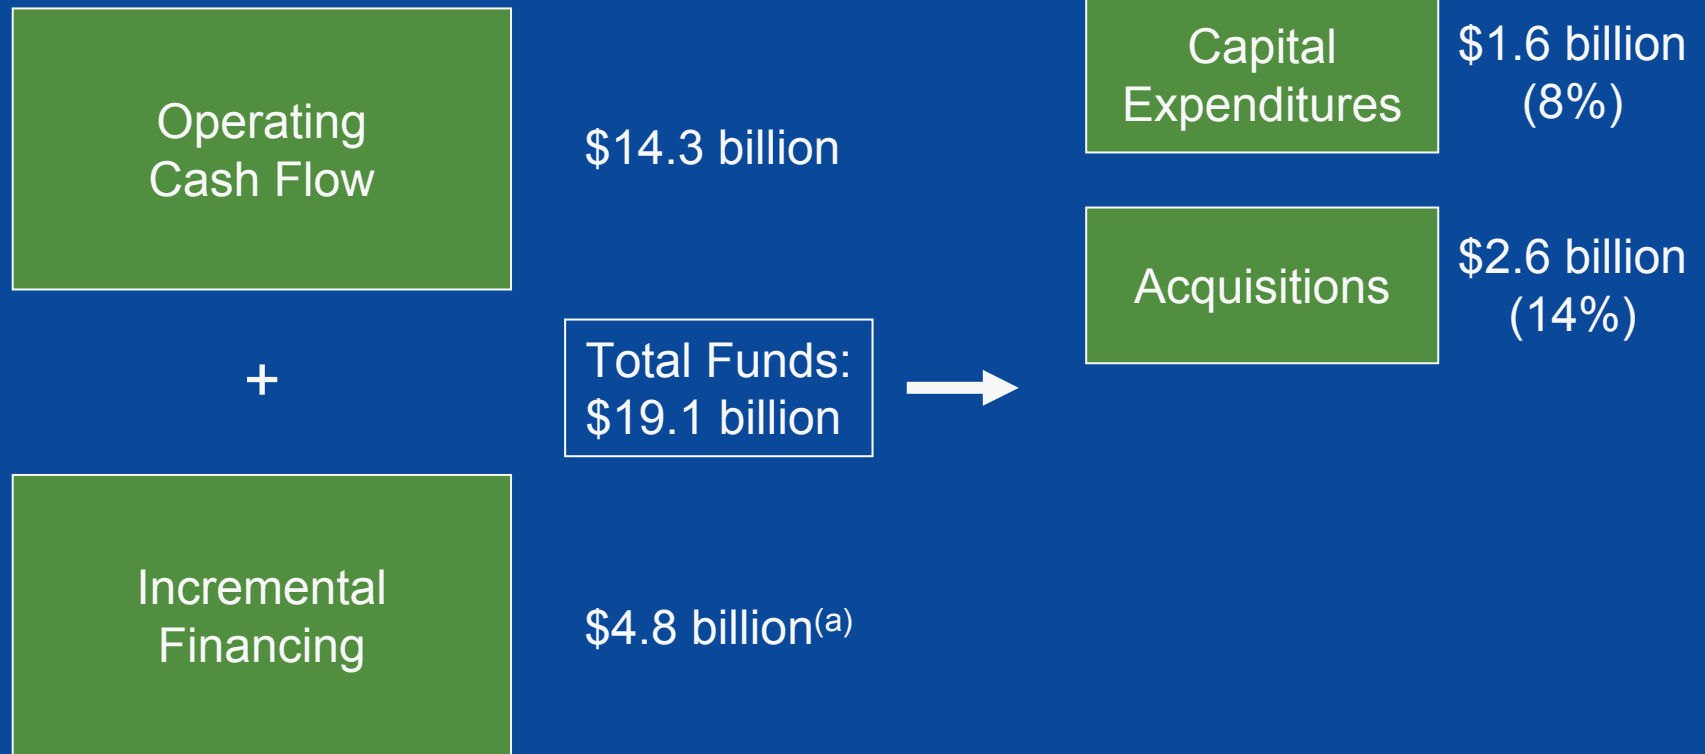 Operating
Cash Flow
$14.3 billion
+
Total Funds:
$19.1 billion
Incremental
Financing
$4.8 billion(a)
Capital
Expenditures
$1.6 billion
(8%)
Acquisitions
$2.6 billion
(14%)